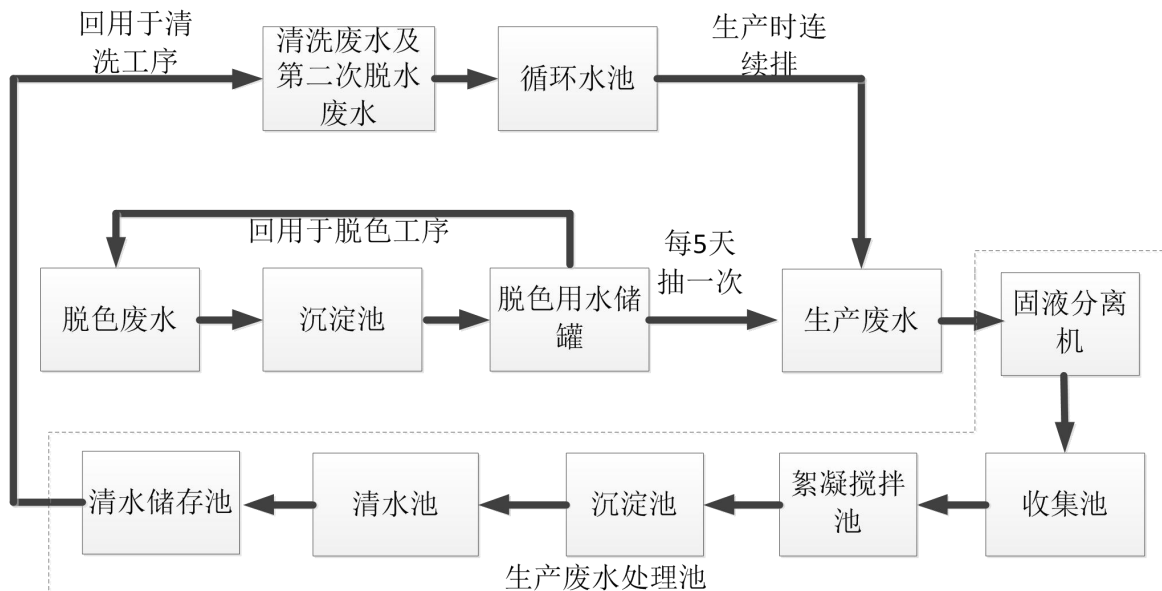 回用于清
洗工序
清洗废水及
第二次脱水
废水
循环水池
生产时连
续排
回用于脱色工序
每5天
抽一次
脱色废水
沉淀池
脱色用水储
罐
生产废水
固液分离
机
清水储存池
清水池
沉淀池
絮凝搅拌
池
收集池
生产废水处理池